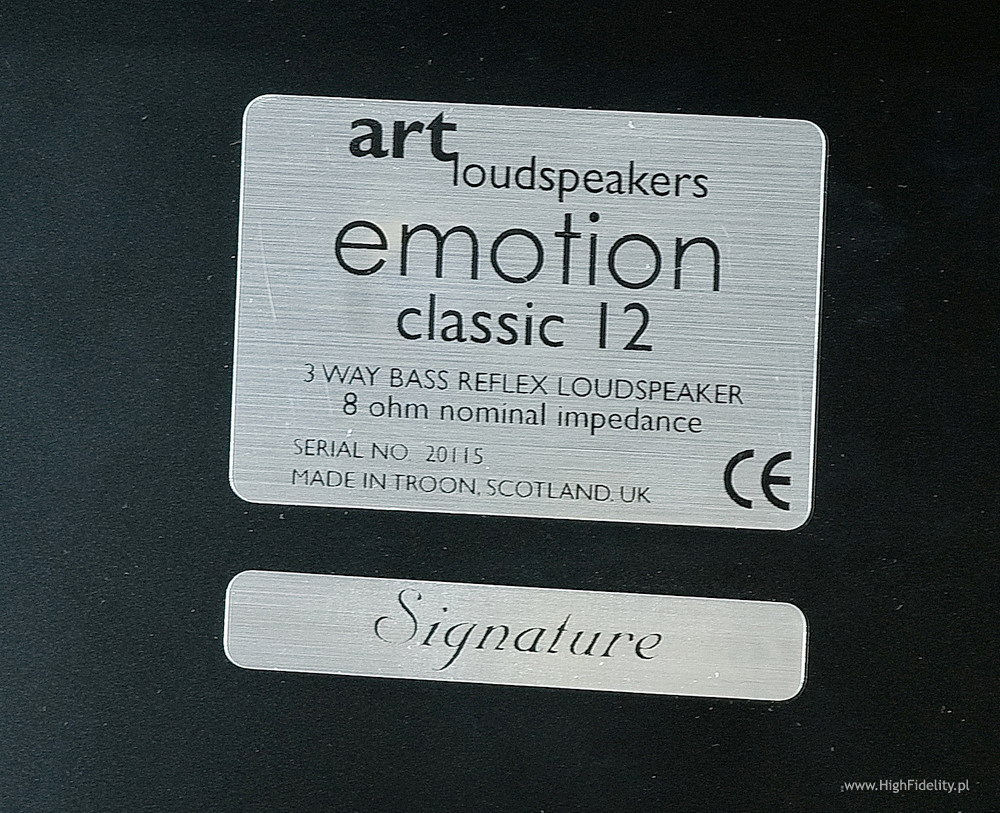 art
loudspeakers
emotion
classic 12
3 WAY BASS REFLEX LOUDSPEAKER
8 ohm nominal impedance
SERIAL NO. 20115
MADE IN TROON, SCOTLAND. UK
CE
Signature
www.HighFidelity.pl